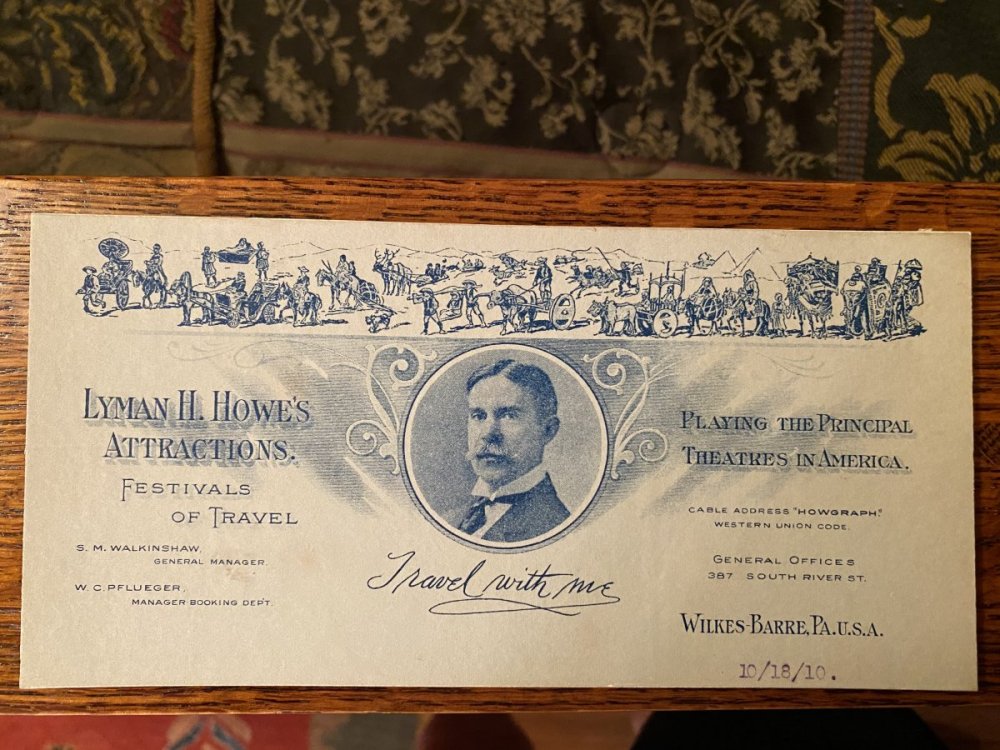 LYMAN H. HOWE'S
ATTRACTIONS.
FESTIVALS
OF TRAVEL
S. M. WALKINSHAW,
GENERAL MANAGER.
W. C. PFLUEGER,
MANAGER BOOKING DEP'T.
Travel with me
PLAYING THE PRINCIPAL
THEATRES IN AMERICA.
CABLE ADDRESS "HOWGRAPH."
WESTERN UNION CODE.
GENERAL OFFICES
387 SOUTH RIVER ST.
WILKES-BARRE, PA. U.S.A.
10/18/10.